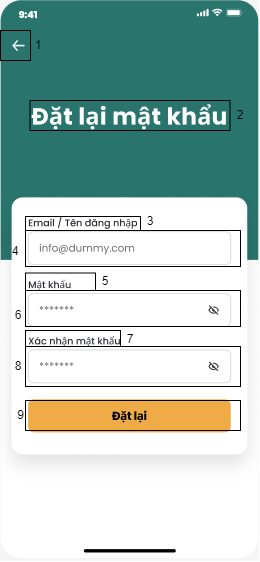 9:41
1
Đặt lại mật khẩu 2
Email / Tên đăng nhập 3
4 info@dummy.com
Mật khẩu 5
6 *******
Xác nhận mật khẩu 7
8 *******
9 Đặt lại